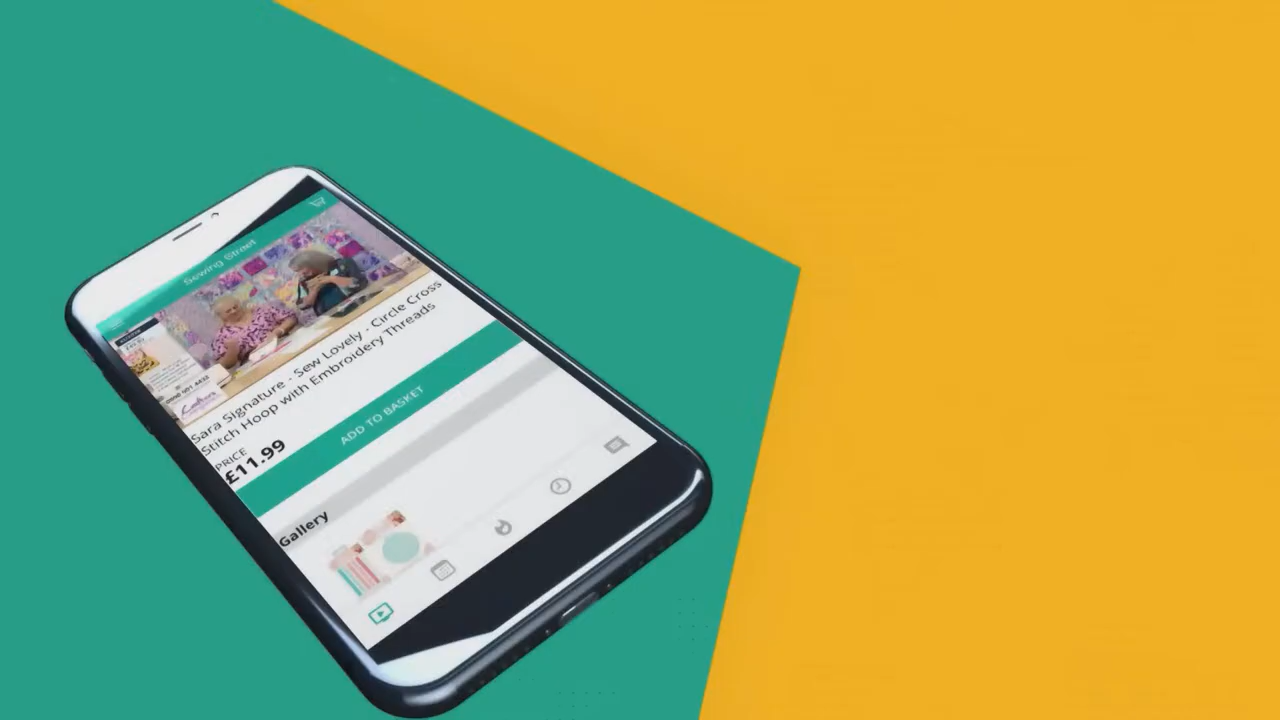 Sewing Street
Sara Signature - Sew Lovely - Circle Cross
Stitch Hoop with Embroidery Threads
PRICE
£11.99
ADD TO BASKET
Gallery